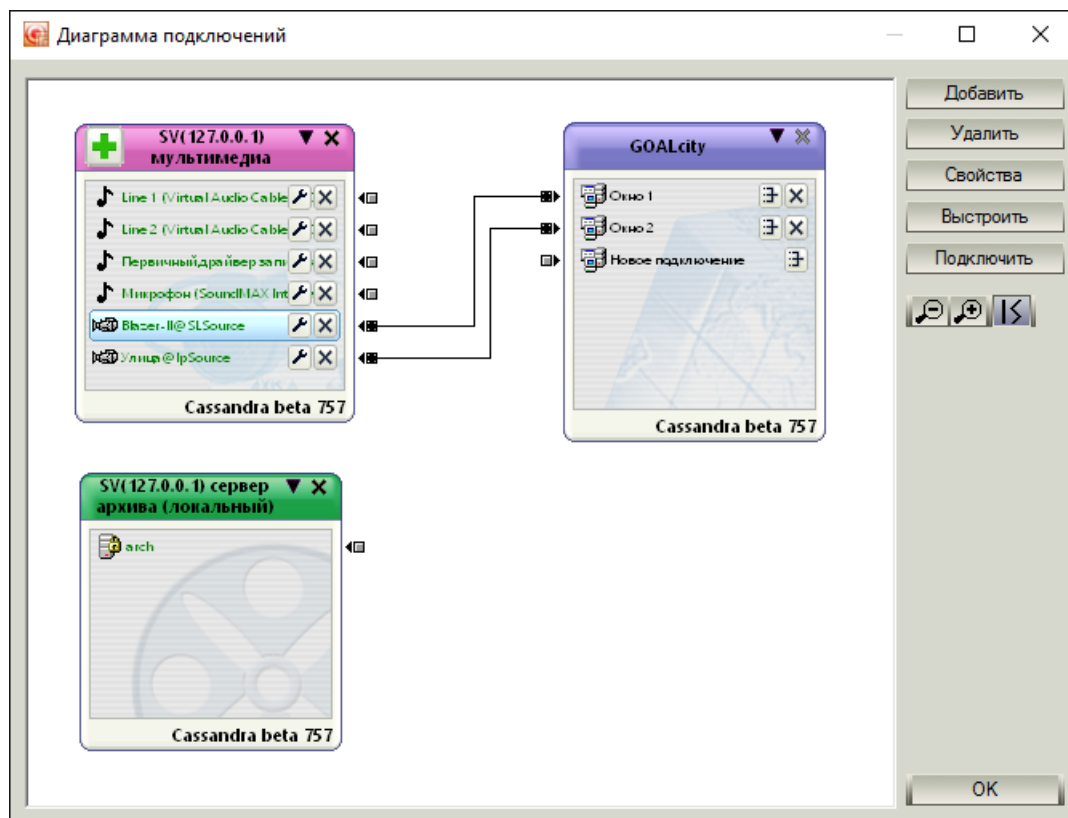 Диаграмма подключений
SV(127.0.0.1)
мультимедиа
Line 1 (Virtual Audio Cable
Line 2 (Virtual Audio Cable
Первичный драйвер запи
Микрофон (SoundMAX Int
Blazer-II@SLSource
Улица@IpSource
Cassandra beta 757
GOALcity
Окно 1
Окно 2
Новое подключение
Cassandra beta 757
SV(127.0.0.1) сервер
архива (локальный)
arch
Cassandra beta 757
Добавить
Удалить
Свойства
Выстроить
Подключить
OK